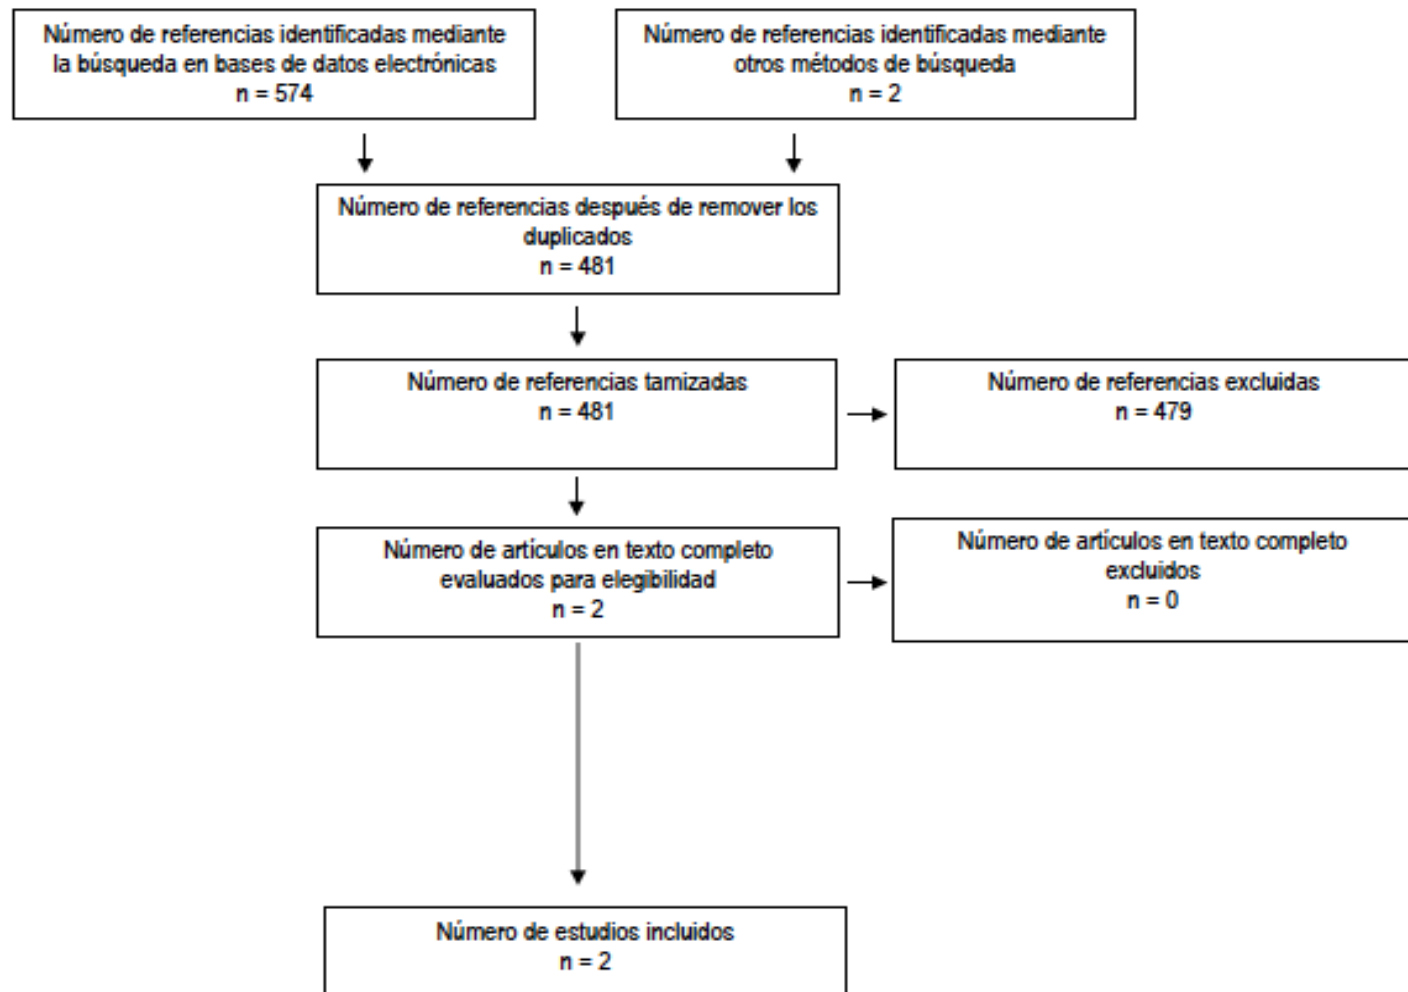 Número de referencias identificadas mediante
la búsqueda en bases de datos electrónicas
n = 574
Número de referencias identificadas mediante
otros métodos de búsqueda
n = 2
Número de referencias después de remover los
duplicados
n = 481
Número de referencias tamizadas
n = 481
Número de referencias excluidas
n = 479
Número de artículos en texto completo
evaluados para elegibilidad
n = 2
Número de artículos en texto completo
excluidos
n = 0
Número de estudios incluidos
n = 2